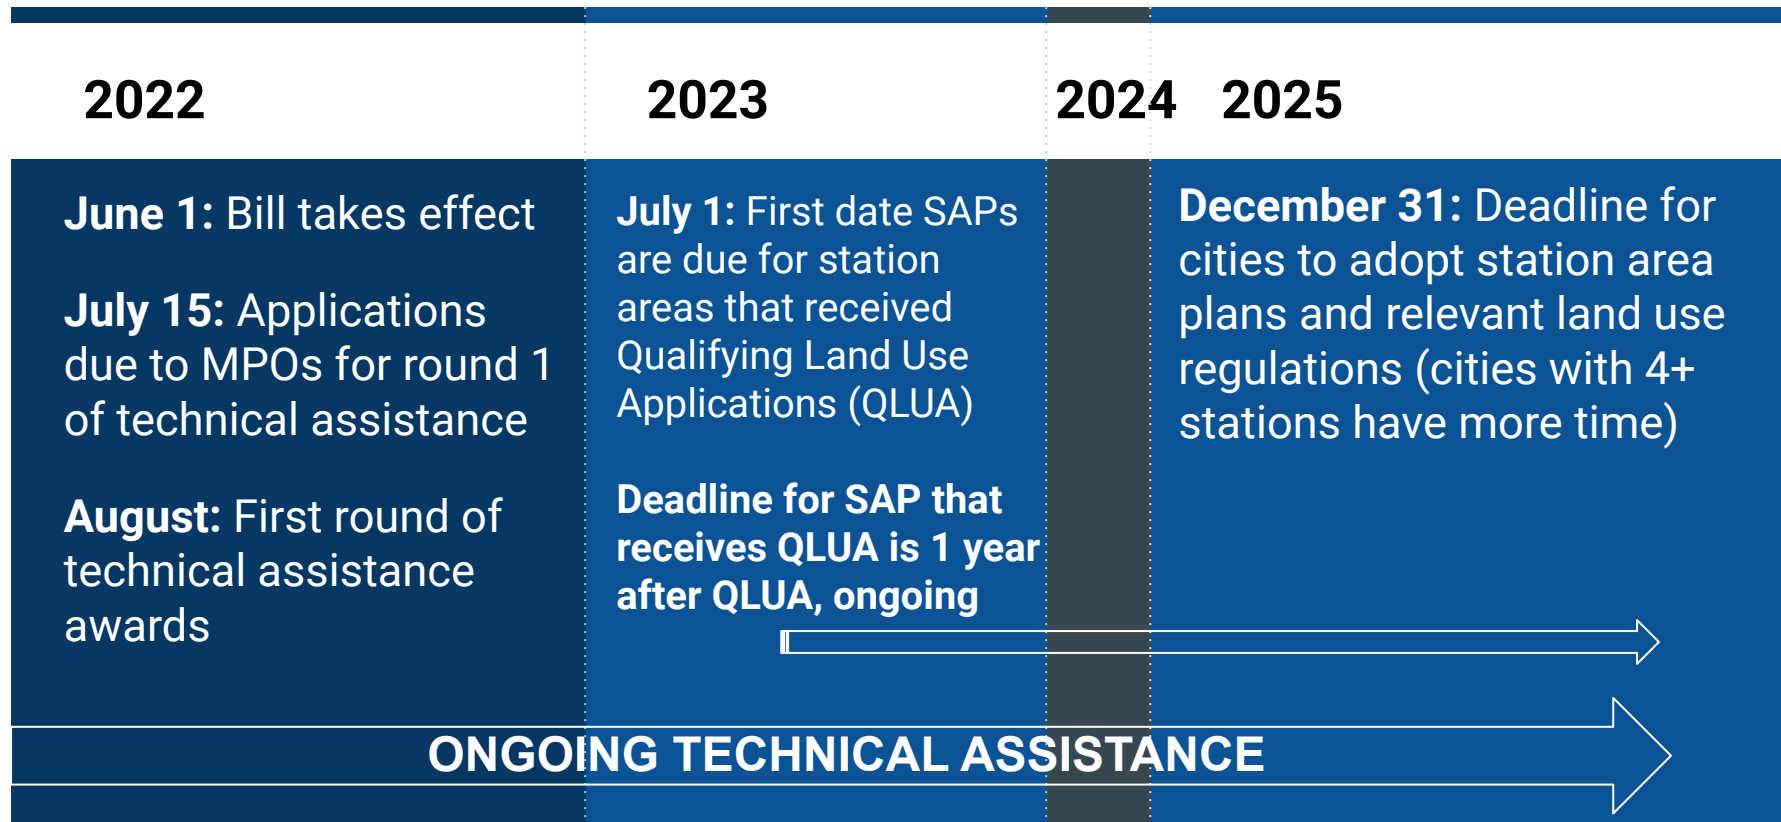 2022
2023
2024
2025
June 1: Bill takes effect
July 15: Applications
due to MPOs for round 1
of technical assistance
August: First round of
technical assistance
awards
July 1: First date SAPs
are due for station
areas that received
Qualifying Land Use
Applications (QLUA)
Deadline for SAP that
receives QLUA is 1 year
after QLUA, ongoing
December 31: Deadline for
cities to adopt station area
plans and relevant land use
regulations (cities with 4+
stations have more time)
ONGOING TECHNICAL ASSISTANCE